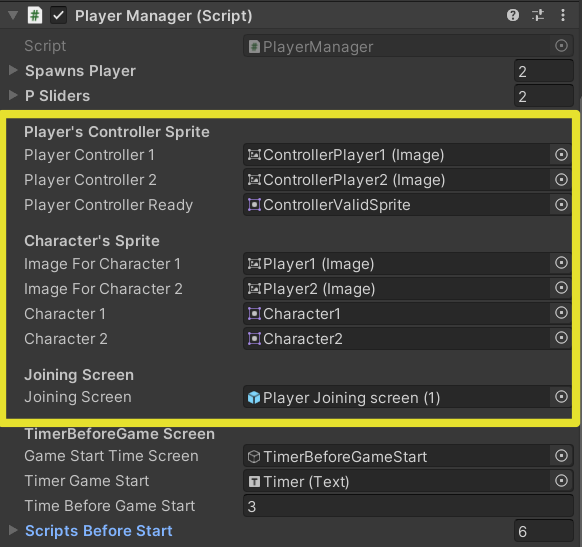 Player Manager (Script)
Script PlayerManager
Spawns Player 2
P Sliders 2
Player's Controller Sprite
Player Controller 1 ControllerPlayer1 (Image)
Player Controller 2 ControllerPlayer2 (Image)
Player Controller Ready ControllerValidSprite
Character's Sprite
Image For Character 1 Player1 (Image)
Image For Character 2 Player2 (Image)
Character 1 Character1
Character 2 Character2
Joining Screen
Joining Screen Player Joining screen (1)
TimerBeforeGame Screen
Game Start Time Screen TimerBeforeGameStart
Timer Game Start Timer (Text)
Time Before Game Start 3
Scripts Before Start 6